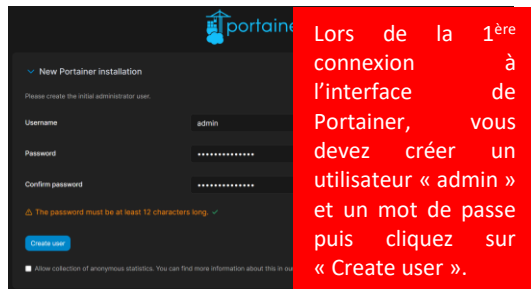 portaine
New Portainer installation
Please create the initial administrator user.
Username
admin
Password
••••••••••••••
Confirm password
••••••••••••••
The password must be at least 12 characters long.
Create user
Allow collection of anonymous statistics. You can find more information about this in our
Lors de la 1ère
connexion à
l’interface de
Portainer, vous
devez créer un
utilisateur « admin »
et un mot de passe
puis cliquez sur
« Create user ».